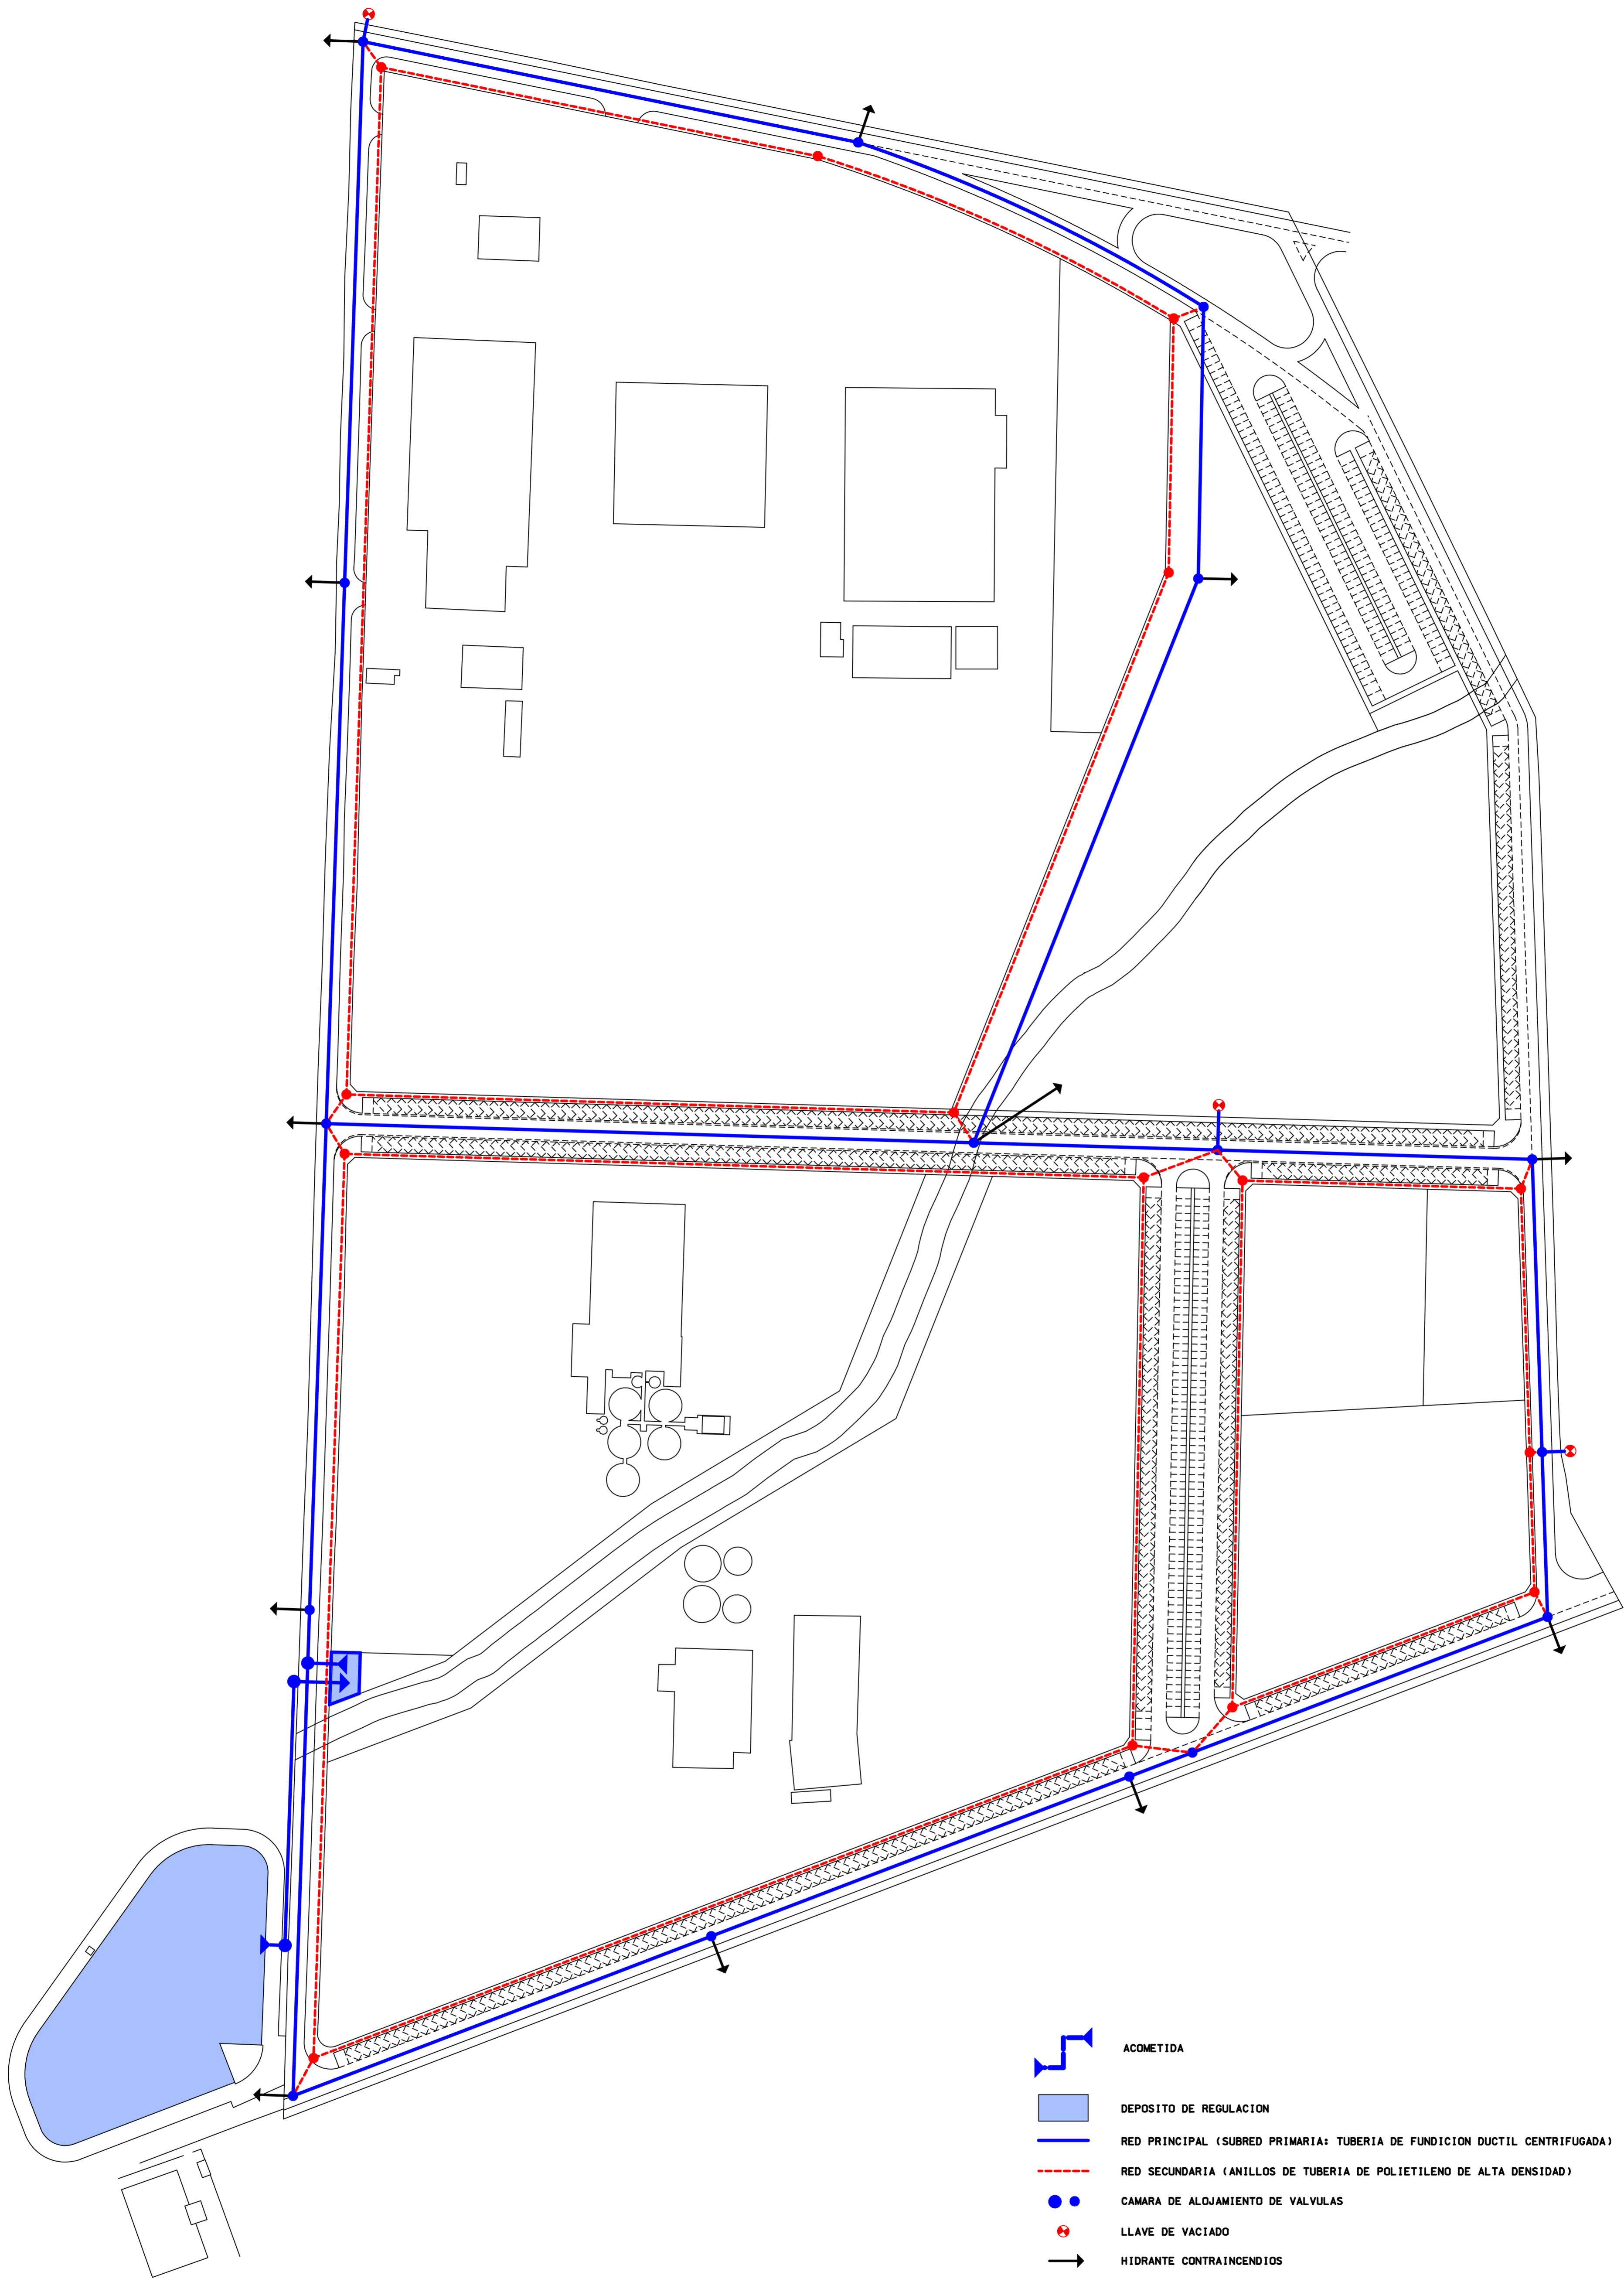 ACOMETIDA
DEPOSITO DE REGULACION
RED PRINCIPAL (SUBRED PRIMARIA: TUBERIA DE FUNDICION DUCTIL CENTRIFUGADA)
RED SECUNDARIA (ANILLOS DE TUBERIA DE POLIETILENO DE ALTA DENSIDAD)
CAMARA DE ALOJAMIENTO DE VALVULAS
LLAVE DE VACIADO
HIDRANTE CONTRAINCENDIOS